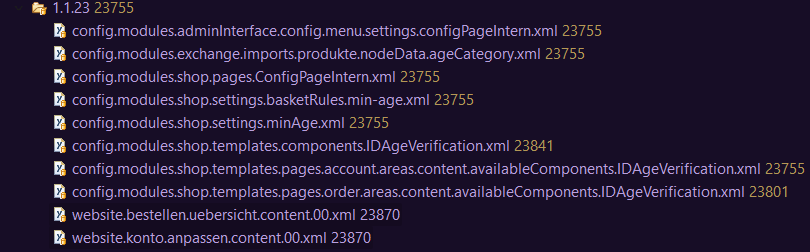 1.1.23 23755
config.modules.adminInterface.config.menu.settings.configPageIntern.xml 23755
config.modules.exchange.imports.produkte.nodeData.ageCategory.xml 23755
config.modules.shop.pages.ConfigPageIntern.xml 23755
config.modules.shop.settings.basketRules.min-age.xml 23755
config.modules.shop.settings.minAge.xml 23755
config.modules.shop.templates.components.IDAgeVerification.xml 23841
config.modules.shop.templates.pages.account.areas.content.availableComponents.IDAgeVerification.xml 23755
config.modules.shop.templates.pages.order.areas.content.availableComponents.IDAgeVerification.xml 23801
website.bestellen.uebersicht.content.00.xml 23870
website.konto.anpassen.content.00.xml 23870